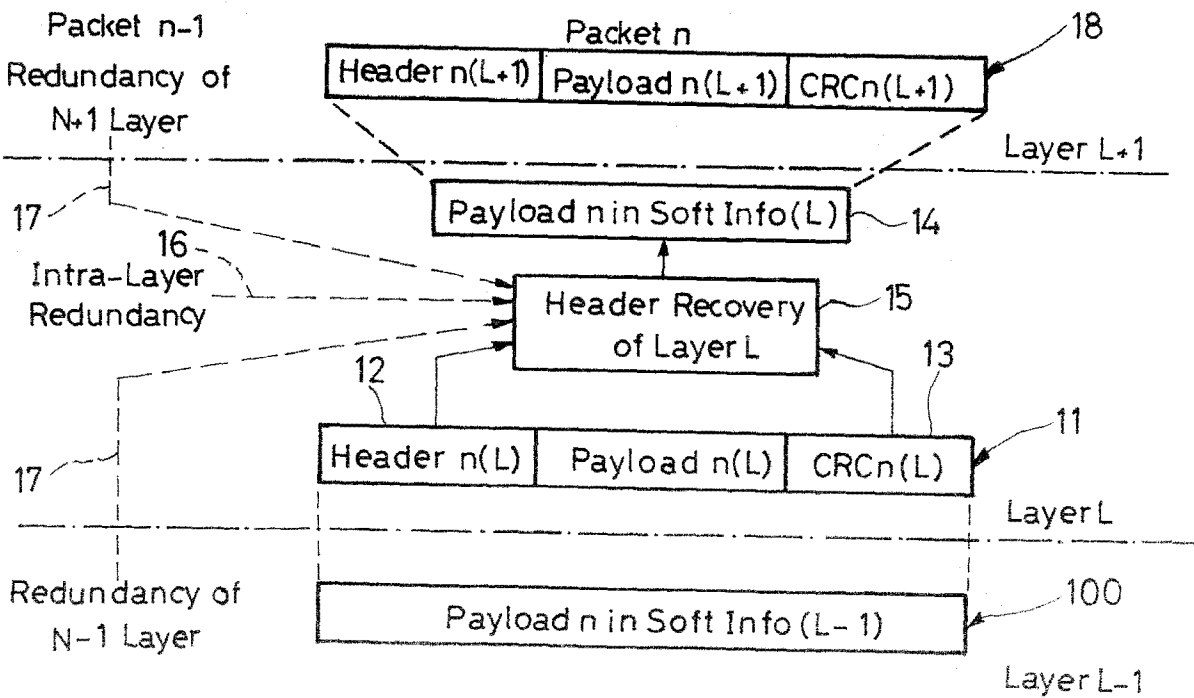 Packet n-1
Redundancy of
N+1 Layer
17
Packet n
18
Header n(L+1) Payload n(L+1) CRCn(L+1)
Layer L+1
Payload n in Soft Info(L)
14
16
Intra-Layer
Redundancy
Header Recovery
of Layer L
15
12
13
17
11
Header n(L) Payload n(L) CRCn(L)
Layer L
Redundancy of
N-1 Layer
Payload n in Soft Info (L-1)
100
Layer L-1